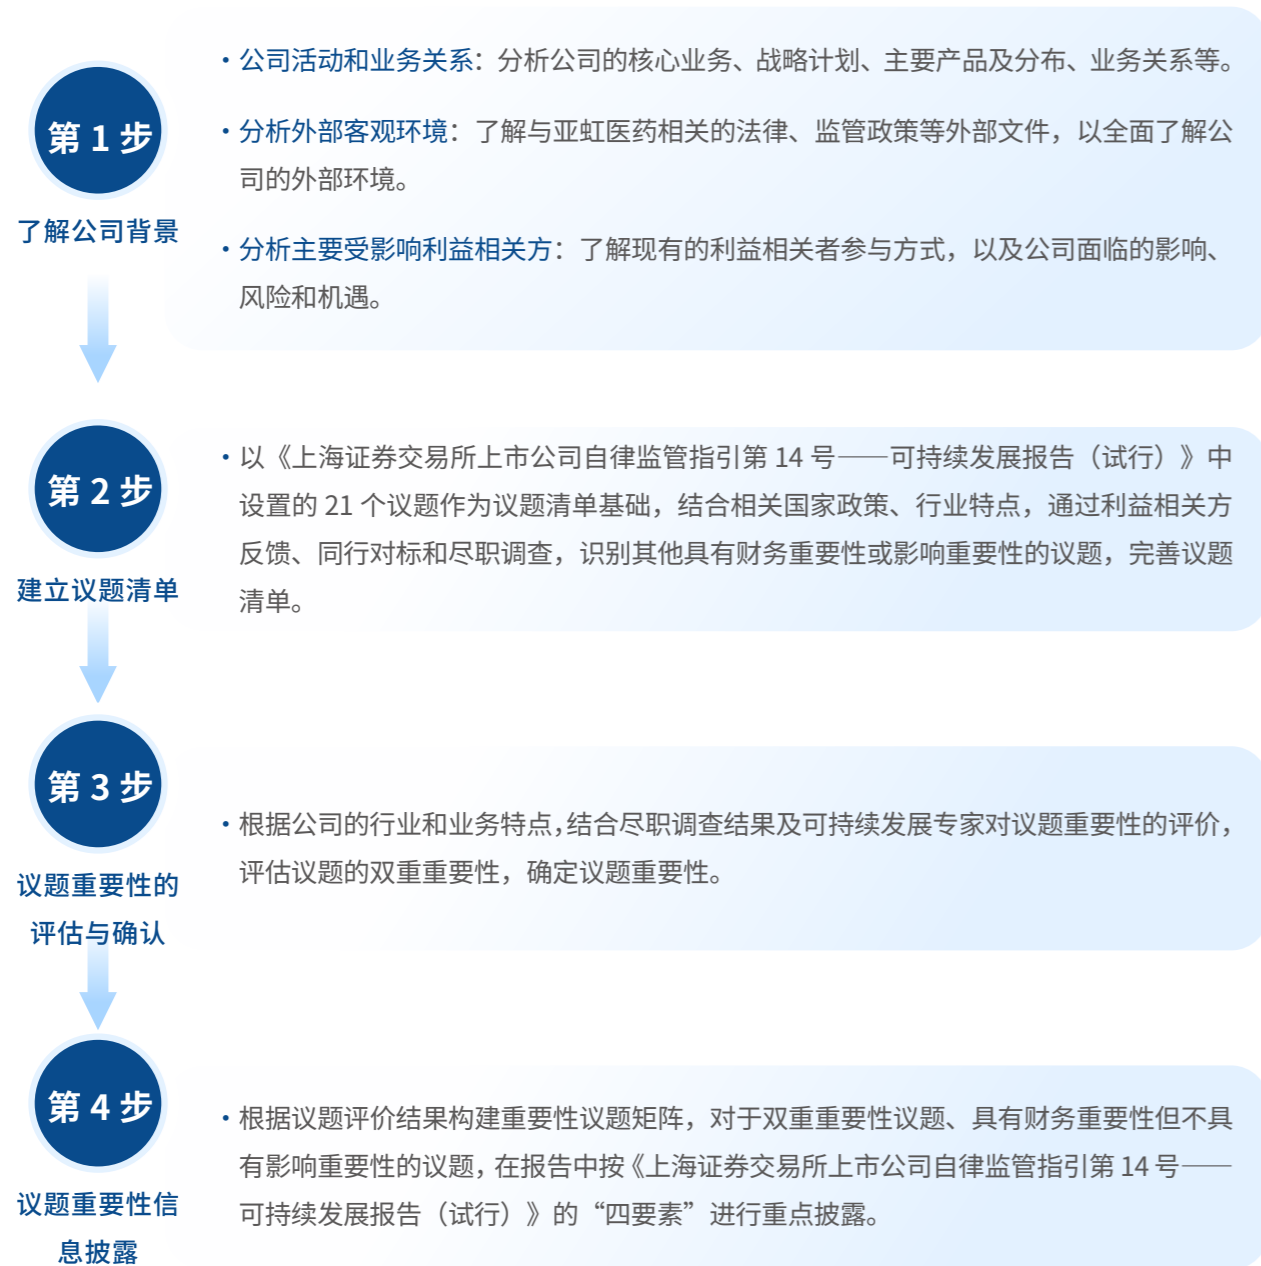 第 1 步
了解公司背景
·公司活动和业务关系：分析公司的核心业务、战略计划、主要产品及分布、业务关系等。
·分析外部客观环境：了解与亚虹医药相关的法律、监管政策等外部文件，以全面了解公
司的外部环境。
·分析主要受影响利益相关方：了解现有的利益相关者参与方式，以及公司面临的影响、
风险和机遇。
第 2 步
建立议题清单
·以《上海证券交易所上市公司自律监管指引第 14 号——可持续发展报告（试行）》中
设置的 21 个议题作为议题清单基础，结合相关国家政策、行业特点，通过利益相关方
反馈、同行对标和尽职调查，识别其他具有财务重要性或影响重要性的议题，完善议题
清单。
第 3 步
议题重要性的
评估与确认
·根据公司的行业和业务特点，结合尽职调查结果及可持续发展专家对议题重要性的评价，
评估议题的双重重要性，确定议题重要性。
第 4 步
议题重要性信
息披露
·根据议题评价结果构建重要性议题矩阵，对于双重重要性议题、具有财务重要性但不具
有影响重要性的议题，在报告中按《上海证券交易所上市公司自律监管指引第 14 号——
可持续发展报告（试行）》的“四要素”进行重点披露。